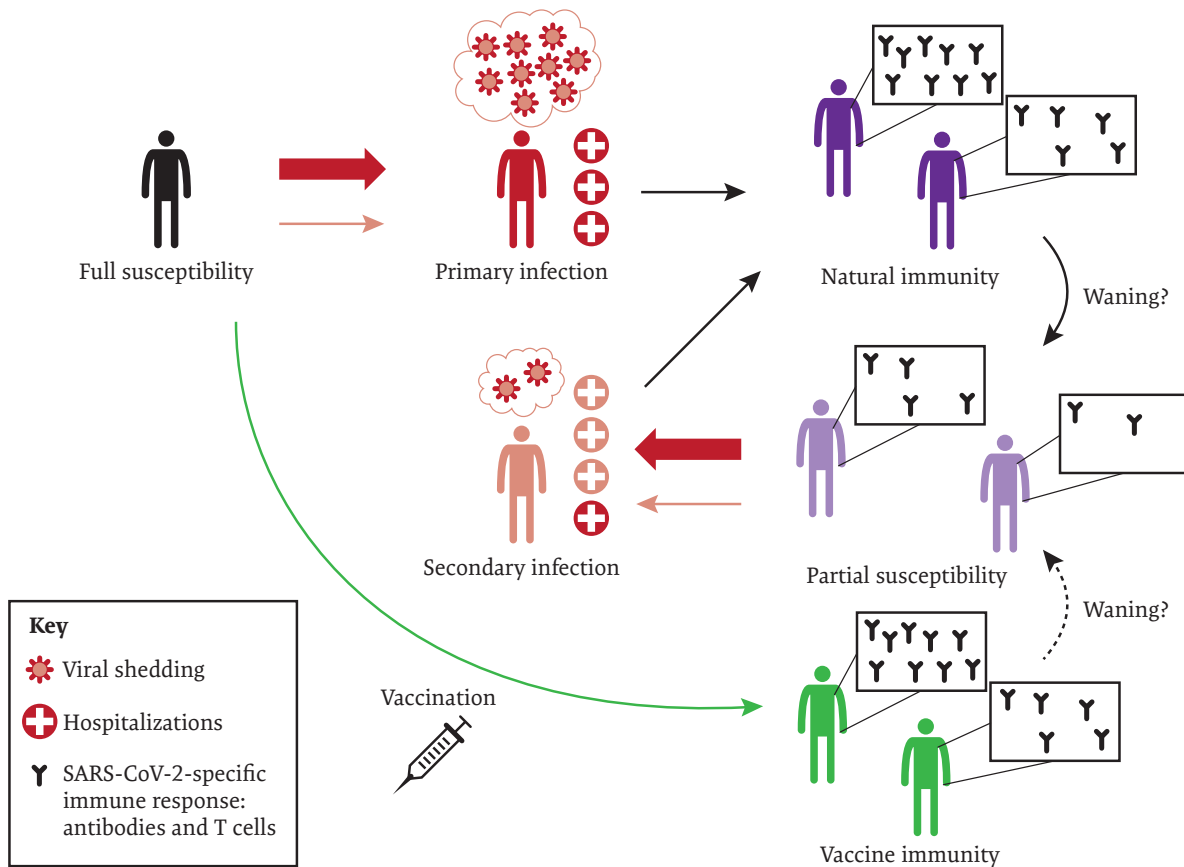 Full susceptibility
Primary infection
Natural immunity
Waning?
Secondary infection
Partial susceptibility
Waning?
Vaccination
Vaccine immunity
Key
Viral shedding
Hospitalizations
SARS-CoV-2-specific
immune response:
antibodies and T cells